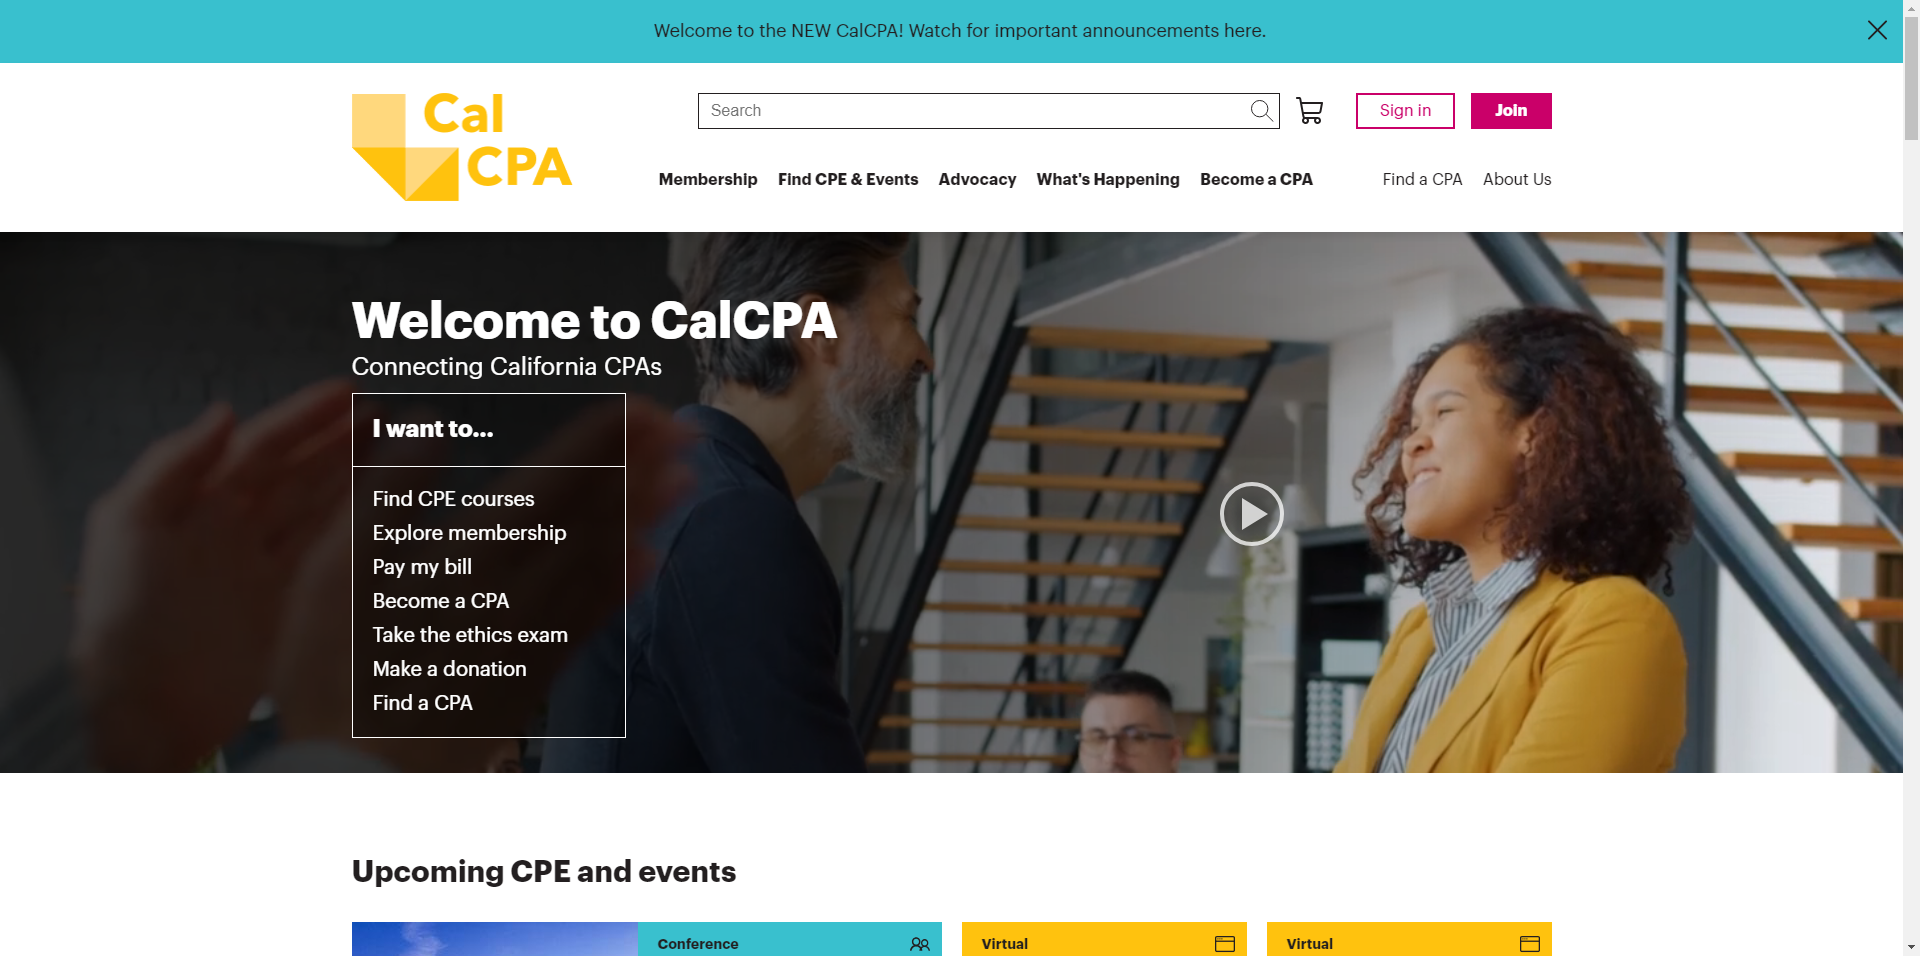 Welcome to the NEW CalCPA! Watch for important announcements here.
Cal
CPA
Search
Sign in
Join
Membership
Find CPE & Events
Advocacy
What's Happening
Become a CPA
Find a CPA
About Us
Welcome to CalCPA
Connecting California CPAs
I want to...
Find CPE courses
Explore membership
Pay my bill
Become a CPA
Take the ethics exam
Make a donation
Find a CPA
Upcoming CPE and events
Conference
Virtual
Virtual